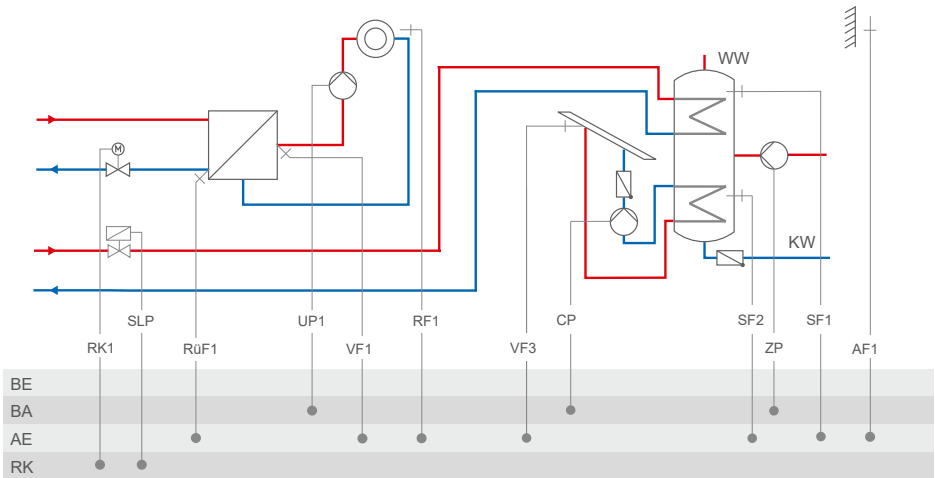 WW
M
KW
SLP UP1 RF1 CP SF2 SF1
RK1 RüF1 VF1 VF3 ZP AF1
BE
BA
AE
RK